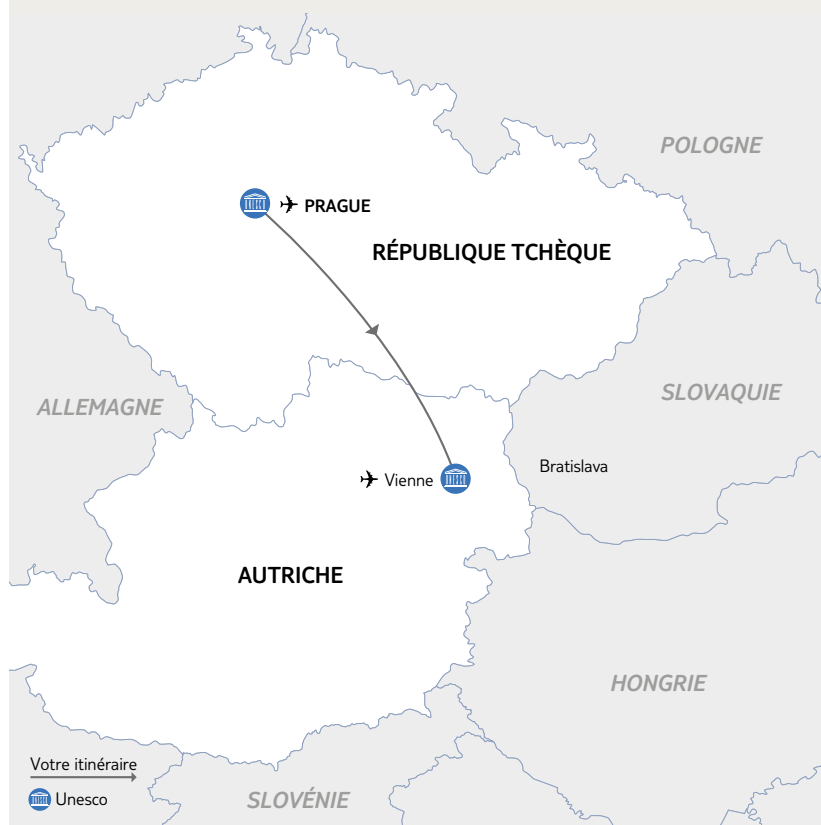 POLOGNE
PRAGUE
RÉPUBLIQUE TCHÈQUE
ALLEMAGNE
SLOVAQUIE
Bratislava
Vienne
AUTRICHE
HONGRIE
Votre itinéraire
Unesco
SLOVÉNIE